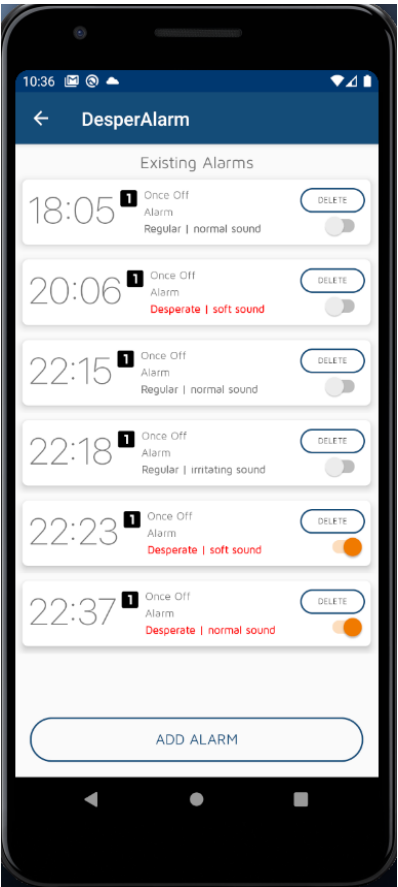 10:36
DesperAlarm
Existing Alarms
18:05 1 Once Off DELETE
Alarm
Regular | normal sound
20:06 1 Once Off DELETE
Alarm
Desperate | soft sound
22:15 1 Once Off DELETE
Alarm
Regular | normal sound
22:18 1 Once Off DELETE
Alarm
Regular | irritating sound
22:23 1 Once Off DELETE
Alarm
Desperate | soft sound
22:37 1 Once Off DELETE
Alarm
Desperate | normal sound
ADD ALARM